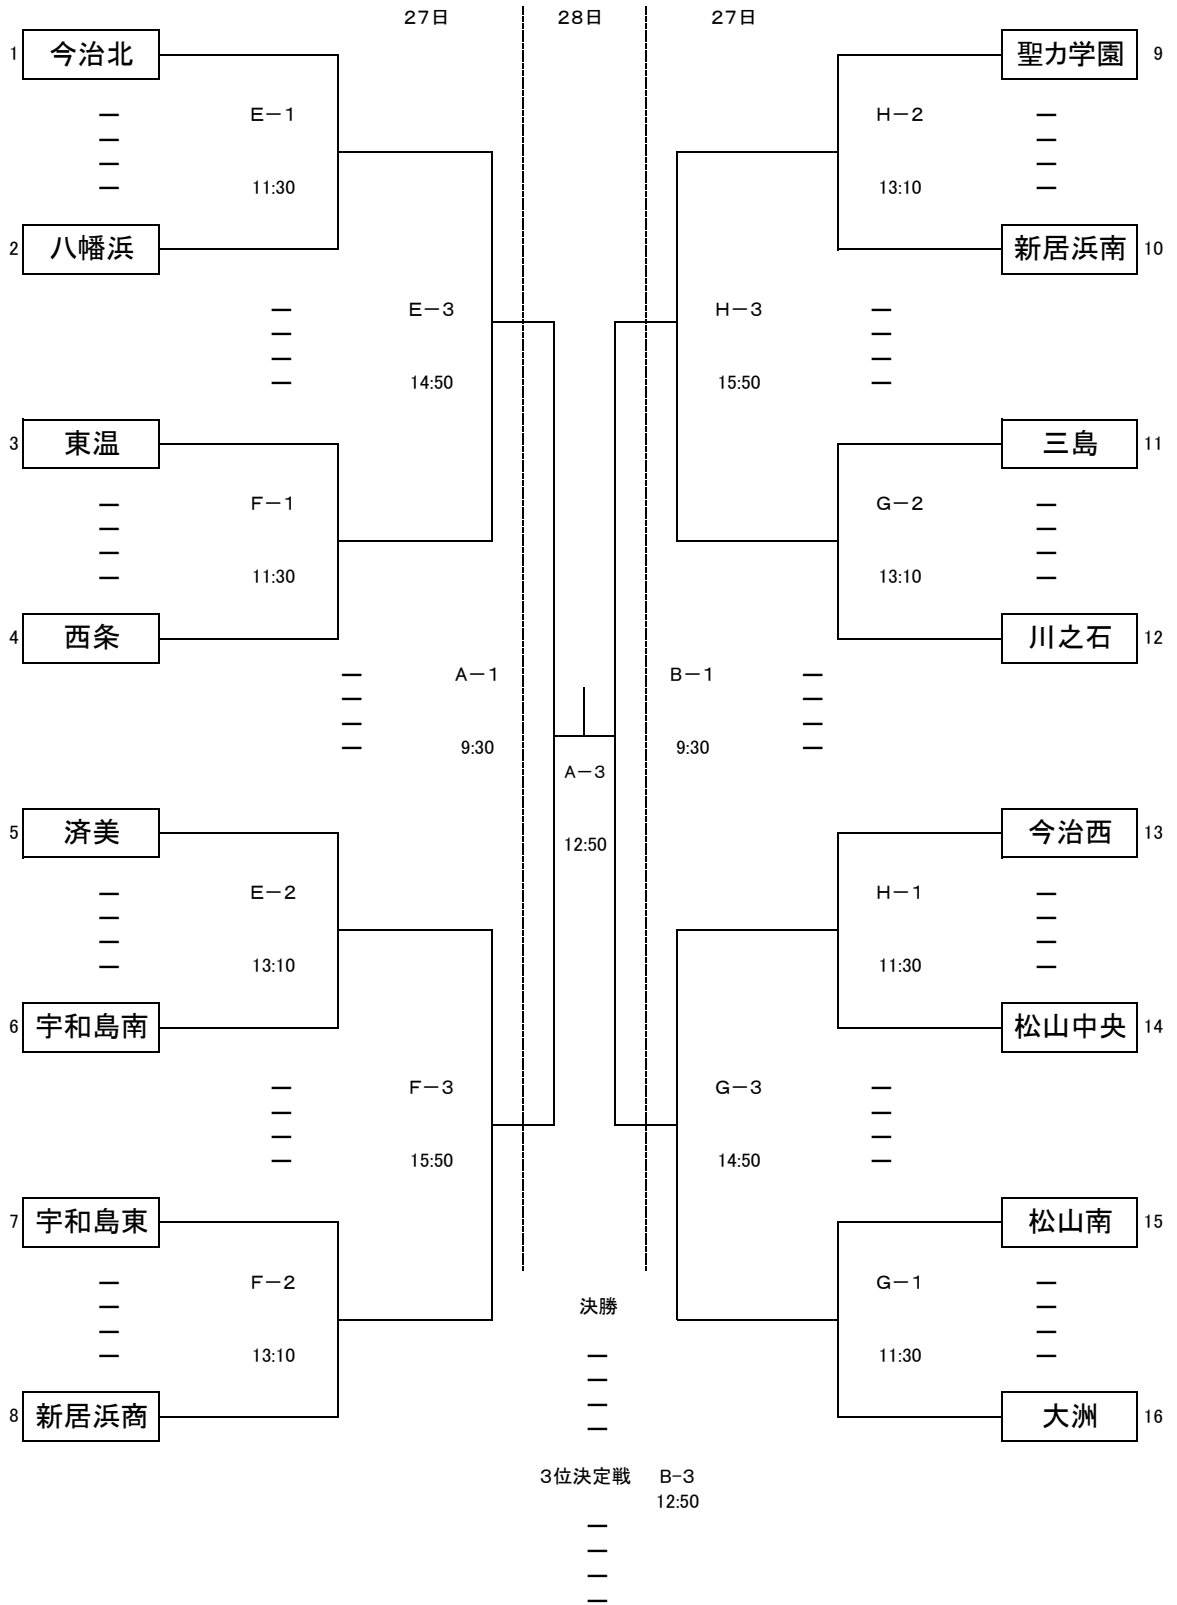 27日 28日 27日
1 今治北 聖力学園 9
E－1 H－2
11:30 13:10
2 八幡浜 新居浜南 10
E－3 H－3
14:50 15:50
3 東温 三島 11
F－1 G－2
11:30 13:10
4 西条 川之石 12
A－1 B－1
9:30 9:30
A－3
5 済美 今治西 13
12:50
E－2 H－1
13:10 11:30
6 宇和島南 松山中央 14
F－3 G－3
15:50 14:50
7 宇和島東 松山南 15
F－2 G－1
決勝
13:10 11:30
8 新居浜商 大洲 16
3位決定戦 B-3
12:50